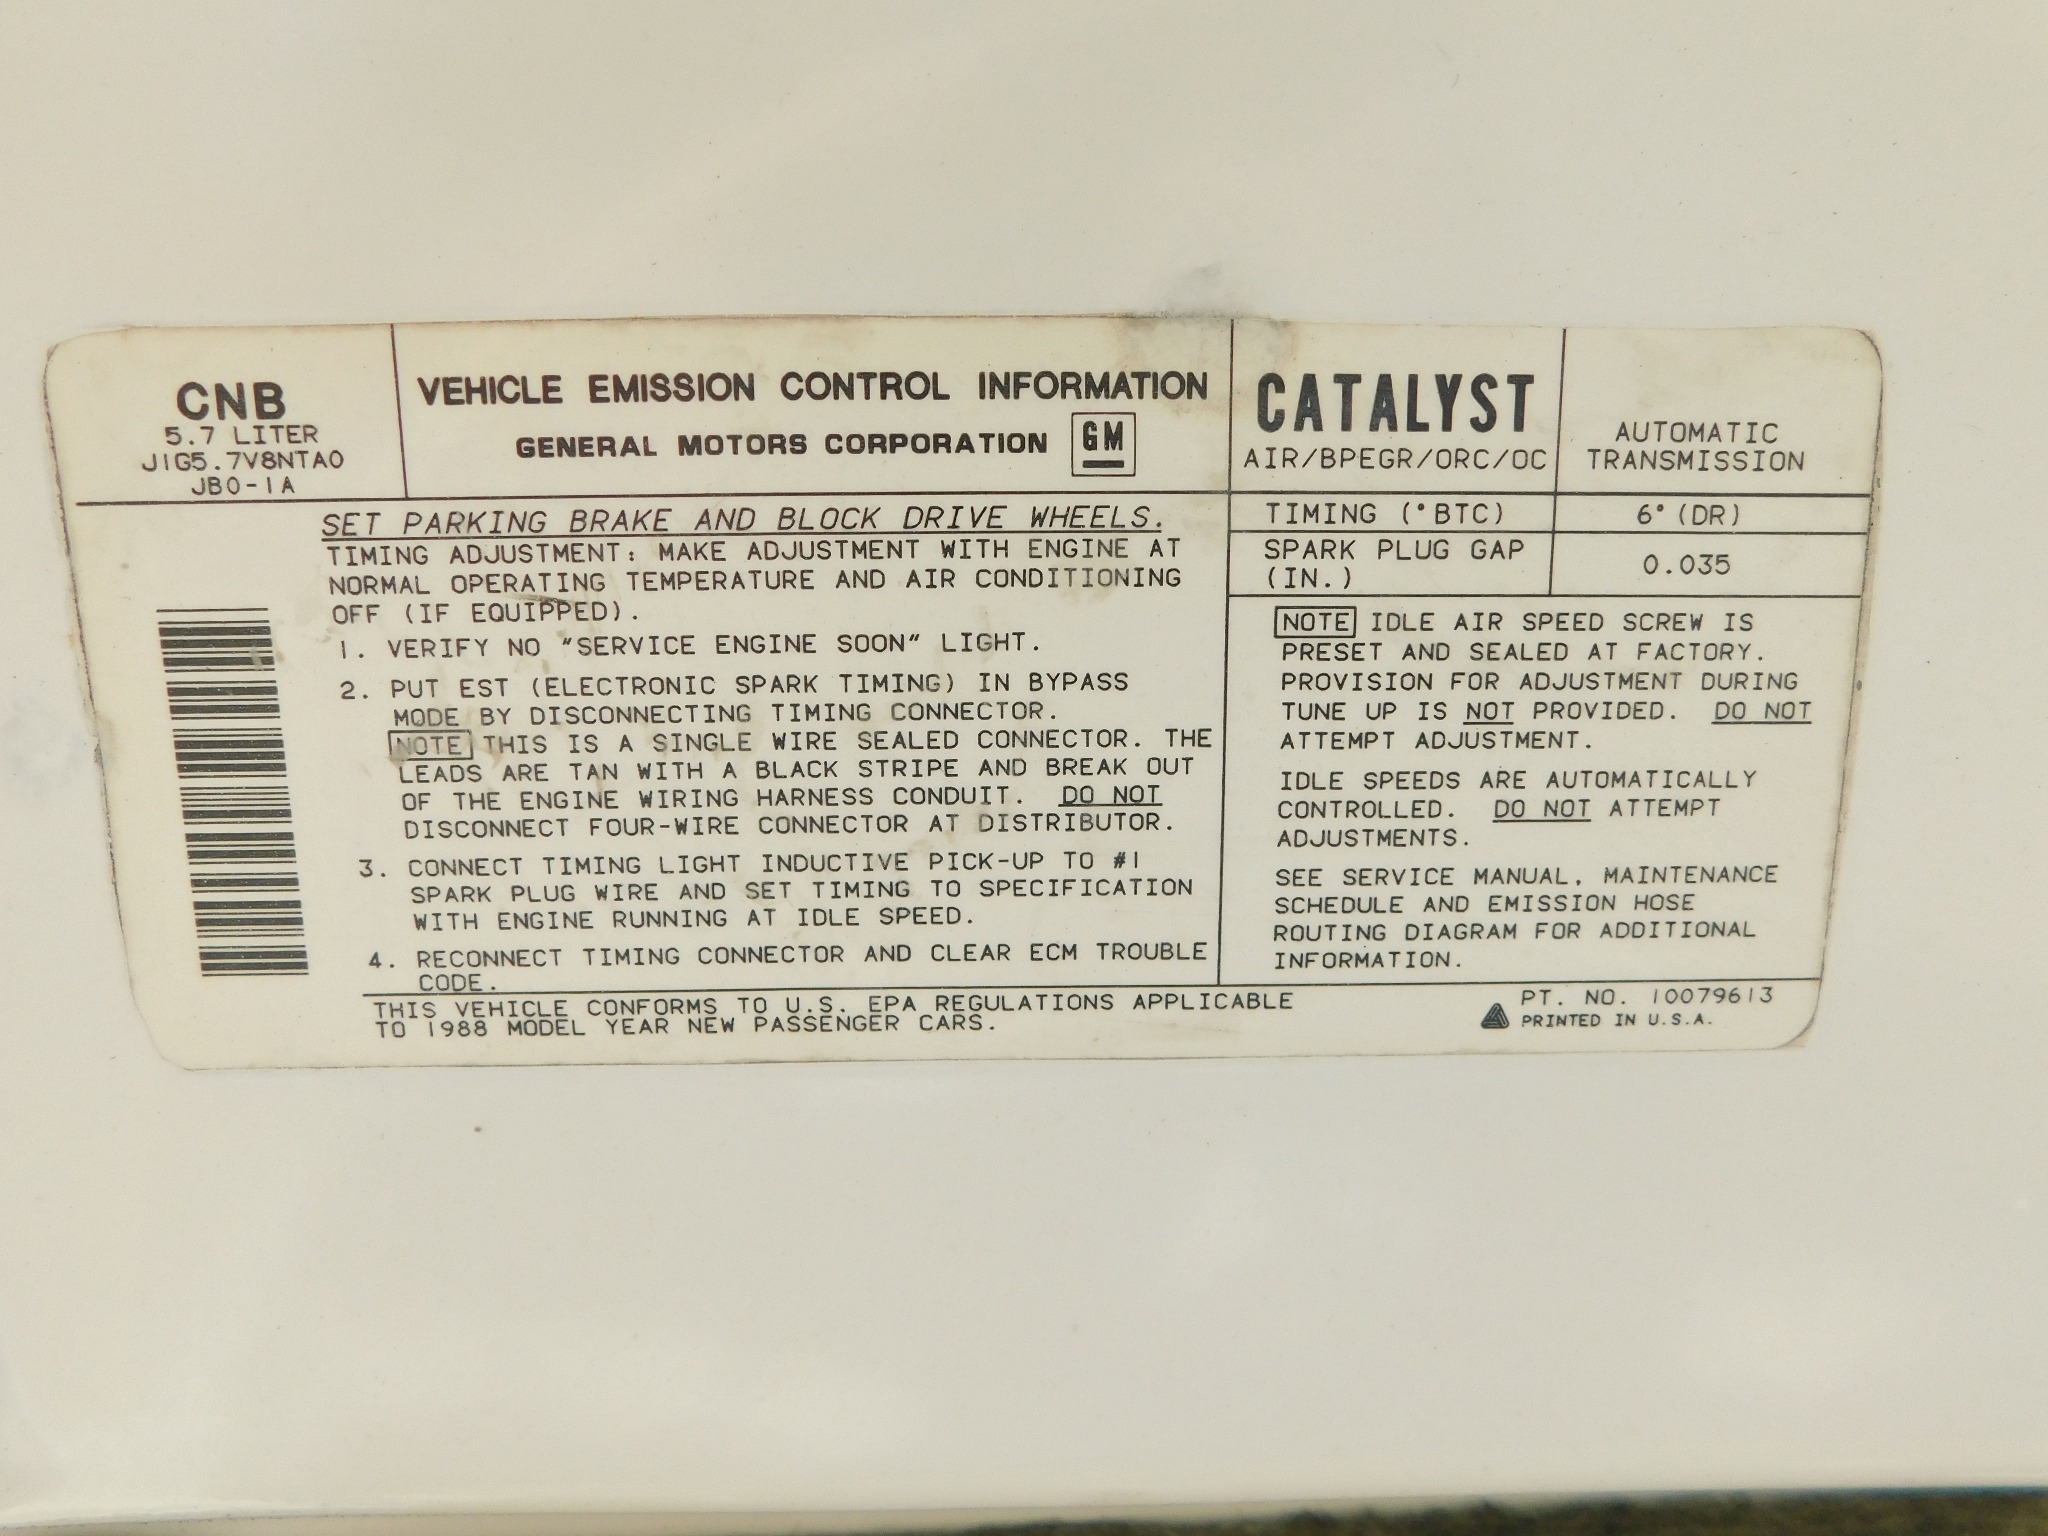 CNB
5.7 LITER
J1G5.7V8NTA0
JB0-1A
VEHICLE EMISSION CONTROL INFORMATION
GENERAL MOTORS CORPORATION GM
CATALYST
AIR/BPEGR/ORC/OC
AUTOMATIC
TRANSMISSION
TIMING (°BTC) 6° (DR)
SPARK PLUG GAP
(IN.) 0.035
SET PARKING BRAKE AND BLOCK DRIVE WHEELS.
TIMING ADJUSTMENT: MAKE ADJUSTMENT WITH ENGINE AT
NORMAL OPERATING TEMPERATURE AND AIR CONDITIONING
OFF (IF EQUIPPED).
1. VERIFY NO "SERVICE ENGINE SOON" LIGHT.
2. PUT EST (ELECTRONIC SPARK TIMING) IN BYPASS
MODE BY DISCONNECTING TIMING CONNECTOR.
NOTE THIS IS A SINGLE WIRE SEALED CONNECTOR. THE
LEADS ARE TAN WITH A BLACK STRIPE AND BREAK OUT
OF THE ENGINE WIRING HARNESS CONDUIT. DO NOT
DISCONNECT FOUR-WIRE CONNECTOR AT DISTRIBUTOR.
3. CONNECT TIMING LIGHT INDUCTIVE PICK-UP TO #1
SPARK PLUG WIRE AND SET TIMING TO SPECIFICATION
WITH ENGINE RUNNING AT IDLE SPEED.
4. RECONNECT TIMING CONNECTOR AND CLEAR ECM TROUBLE
CODE.
NOTE IDLE AIR SPEED SCREW IS
PRESET AND SEALED AT FACTORY.
PROVISION FOR ADJUSTMENT DURING
TUNE UP IS NOT PROVIDED. DO NOT
ATTEMPT ADJUSTMENT.
IDLE SPEEDS ARE AUTOMATICALLY
CONTROLLED. DO NOT ATTEMPT
ADJUSTMENTS.
SEE SERVICE MANUAL, MAINTENANCE
SCHEDULE AND EMISSION HOSE
ROUTING DIAGRAM FOR ADDITIONAL
INFORMATION.
THIS VEHICLE CONFORMS TO U.S. EPA REGULATIONS APPLICABLE
TO 1988 MODEL YEAR NEW PASSENGER CARS.
PT. NO. 10079613
PRINTED IN U.S.A.